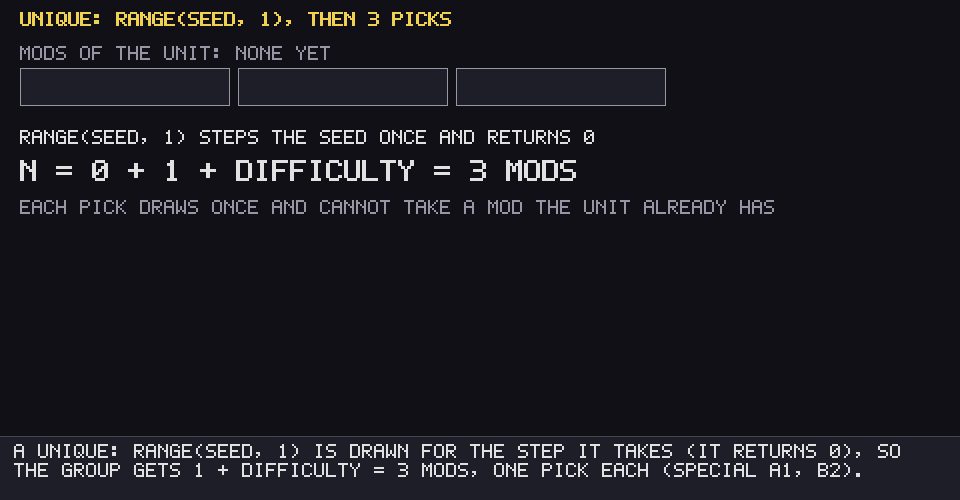 UNIQUE: RANGE(SEED, 1), THEN 3 PICKS
MODS OF THE UNIT: NONE YET
RANGE(SEED, 1) STEPS THE SEED ONCE AND RETURNS 0
N = 0 + 1 + DIFFICULTY = 3 MODS
EACH PICK DRAWS ONCE AND CANNOT TAKE A MOD THE UNIT ALREADY HAS
A UNIQUE: RANGE(SEED, 1) IS DRAWN FOR THE STEP IT TAKES (IT RETURNS 0), SO
THE GROUP GETS 1 + DIFFICULTY = 3 MODS, ONE PICK EACH (SPECIAL A1, B2).